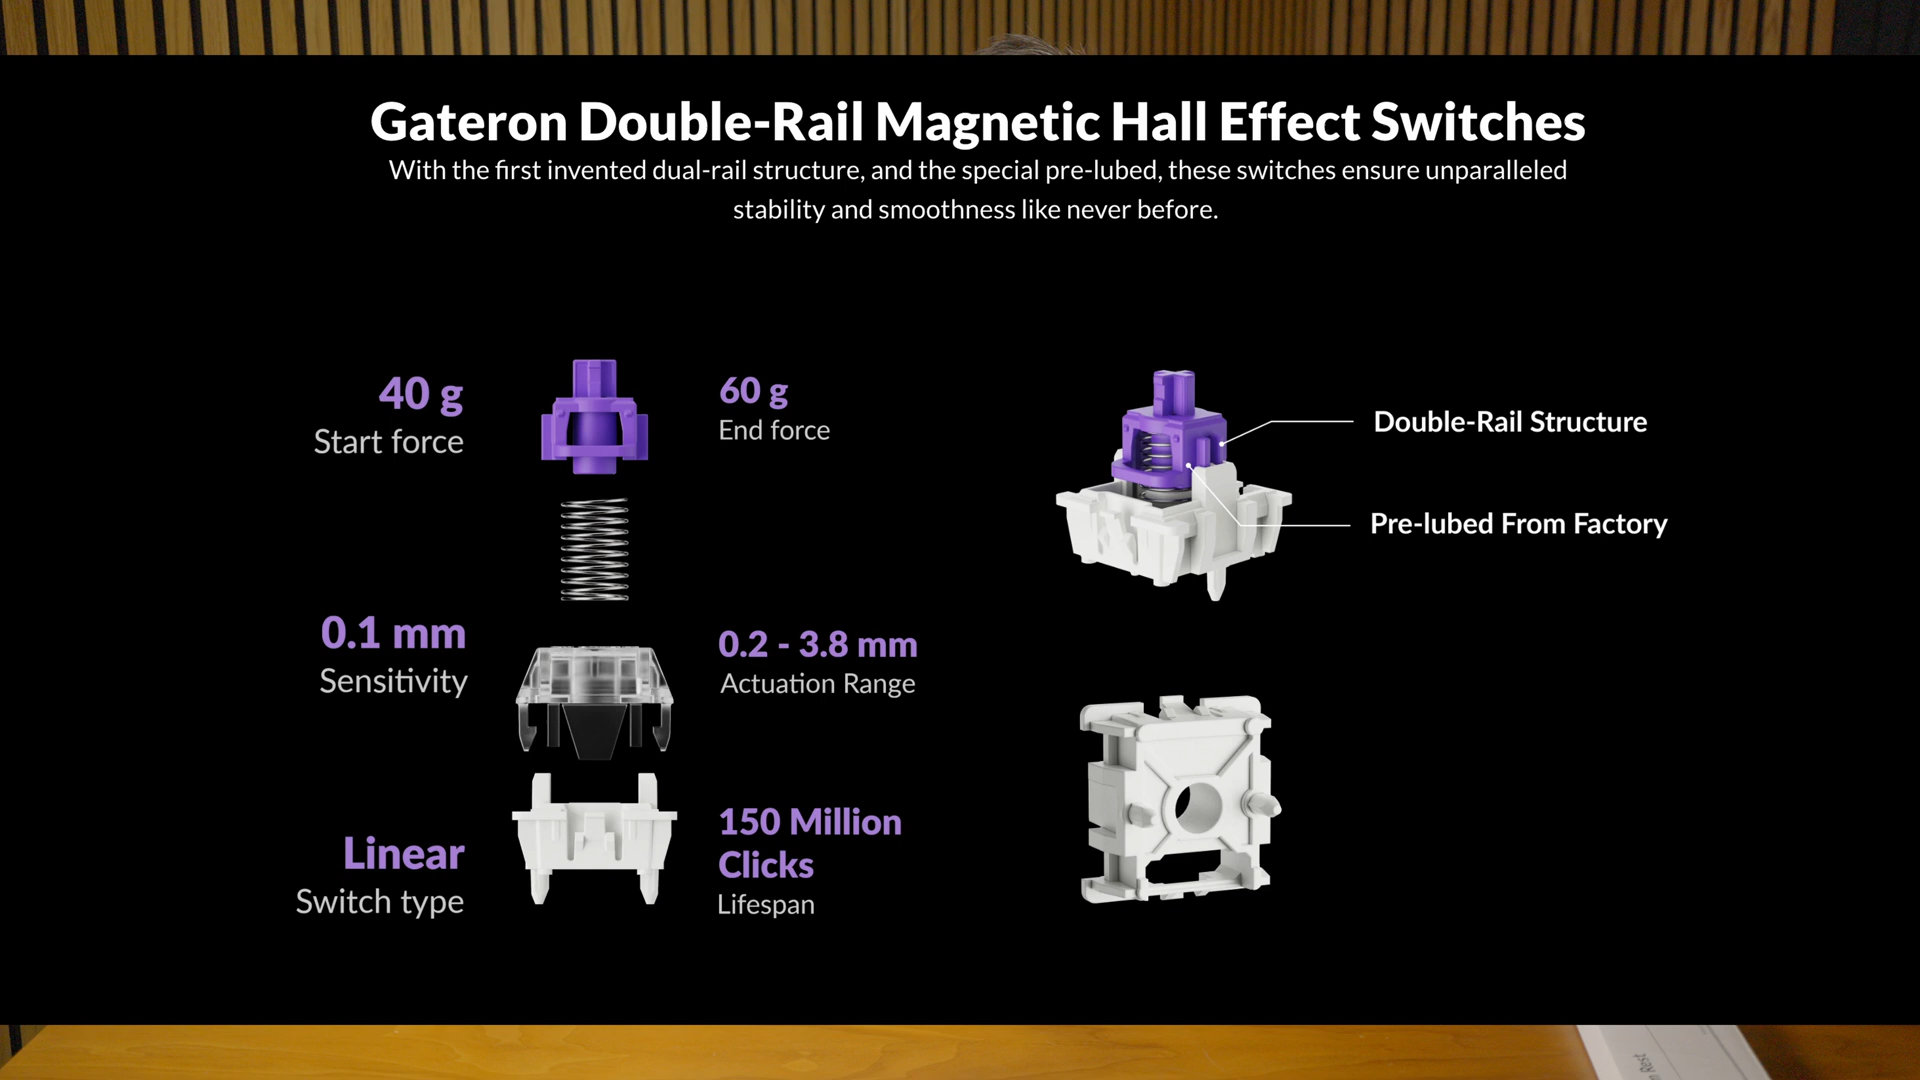 Gateron Double-Rail Magnetic Hall Effect Switches
With the first invented dual-rail structure, and the special pre-lubed, these switches ensure unparalleled
stability and smoothness like never before.
40 g
Start force
60 g
End force
Double-Rail Structure
Pre-lubed From Factory
0.1 mm
Sensitivity
0.2 - 3.8 mm
Actuation Range
Linear
Switch type
150 Million
Clicks
Lifespan
Rest